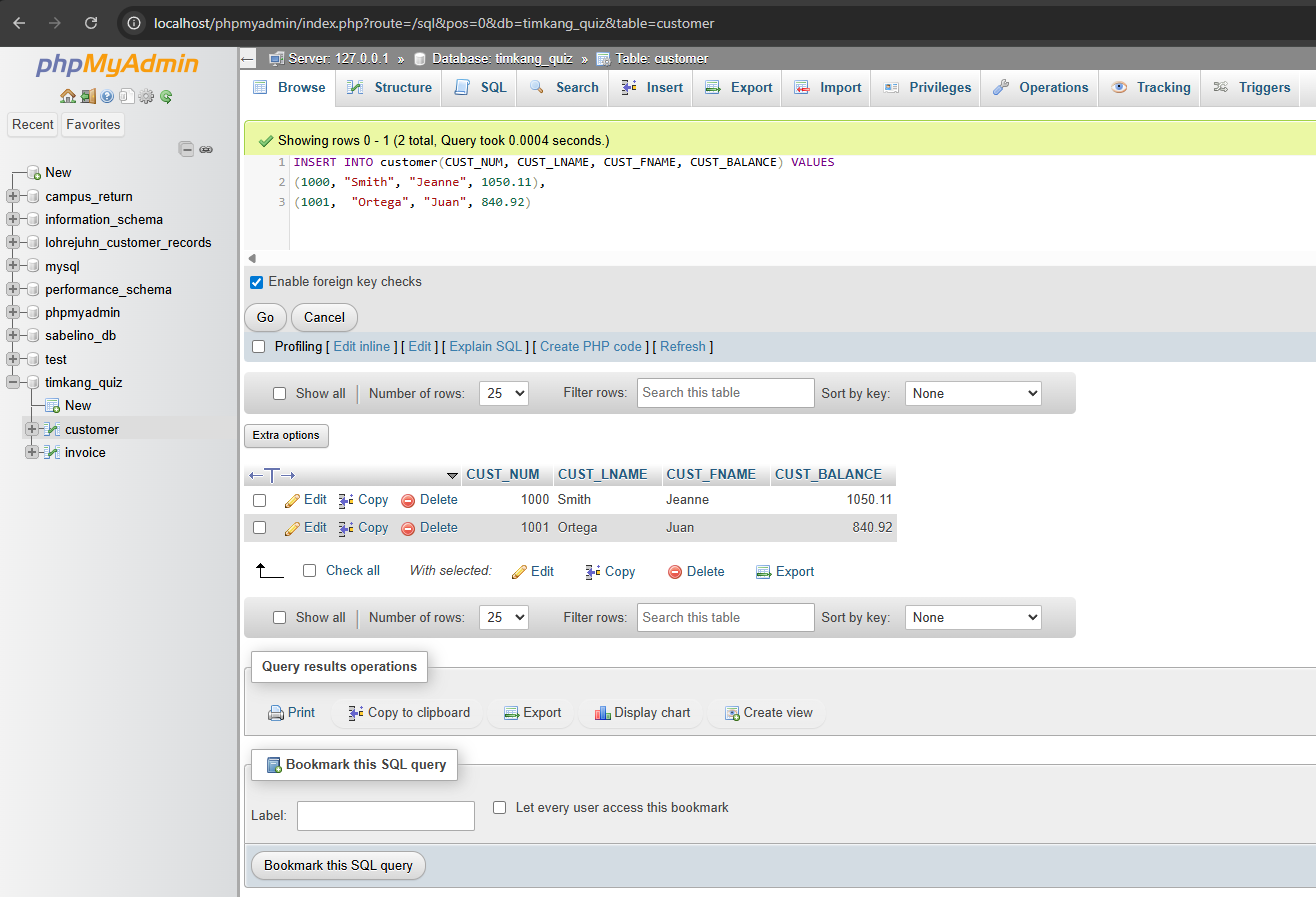 localhost/phpmyadmin/index.php?route=/sql&pos=0&db=timkang_quiz&table=customer
phpMyAdmin
Recent Favorites
New
campus_return
information_schema
lohrejuhn_customer_records
mysql
performance_schema
phpmyadmin
sabelino_db
test
timkang_quiz
New
customer
invoice
Server: 127.0.0.1 » Database: timkang_quiz » Table: customer
Browse Structure SQL Search Insert Export Import Privileges Operations Tracking Triggers
Showing rows 0 - 1 (2 total, Query took 0.0004 seconds.)
1 INSERT INTO customer(CUST_NUM, CUST_LNAME, CUST_FNAME, CUST_BALANCE) VALUES
2 (1000, "Smith", "Jeanne", 1050.11),
3 (1001,  "Ortega", "Juan", 840.92)
Enable foreign key checks
Go Cancel
Profiling [ Edit inline ] [ Edit ] [ Explain SQL ] [ Create PHP code ] [ Refresh ]
Show all Number of rows: 25 Filter rows: Search this table Sort by key: None
Extra options
←T→ CUST_NUM CUST_LNAME CUST_FNAME CUST_BALANCE
Edit Copy Delete 1000 Smith Jeanne 1050.11
Edit Copy Delete 1001 Ortega Juan 840.92
Check all With selected: Edit Copy Delete Export
Show all Number of rows: 25 Filter rows: Search this table Sort by key: None
Query results operations
Print Copy to clipboard Export Display chart Create view
Bookmark this SQL query
Label: Let every user access this bookmark
Bookmark this SQL query